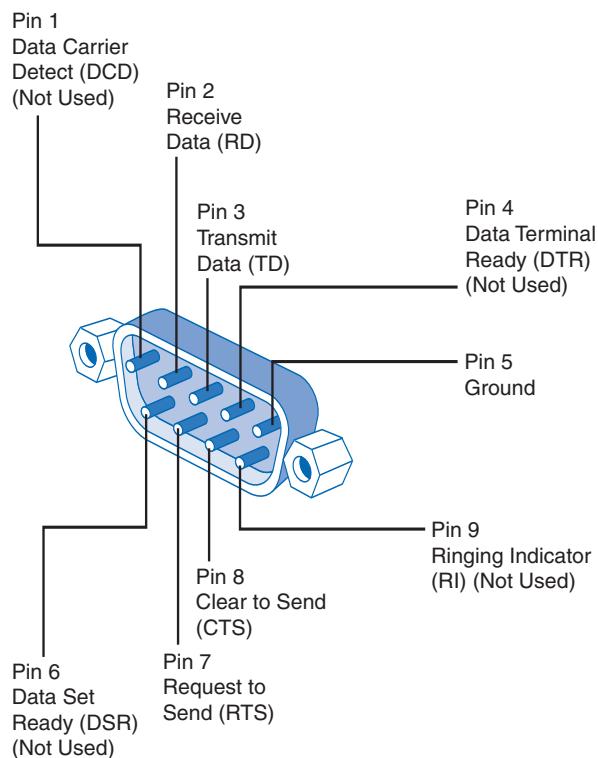 Pin 1
Data Carrier
Detect (DCD)
(Not Used)
Pin 2
Receive
Data (RD)
Pin 3
Transmit
Data (TD)
Pin 4
Data Terminal
Ready (DTR)
(Not Used)
Pin 5
Ground
Pin 9
Ringing Indicator
(RI) (Not Used)
Pin 8
Clear to Send
(CTS)
Pin 7
Request to
Send (RTS)
Pin 6
Data Set
Ready (DSR)
(Not Used)